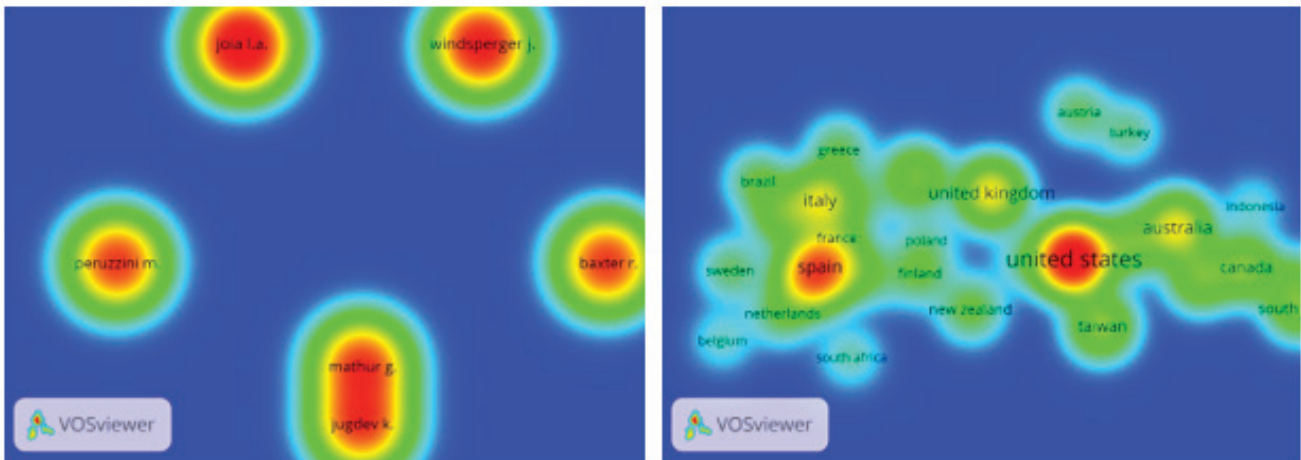 joia l.a.
windsperger j.
peruzzini m.
baxter r.
mathur g.
jugdev k.
VOSviewer
austria
turkey
greece
brazil
united kingdom
italy
indonesia
australia
france
poland
united states
spain
sweden
finland
canada
netherlands
new zealand
south
taiwan
belgium
south africa
VOSviewer